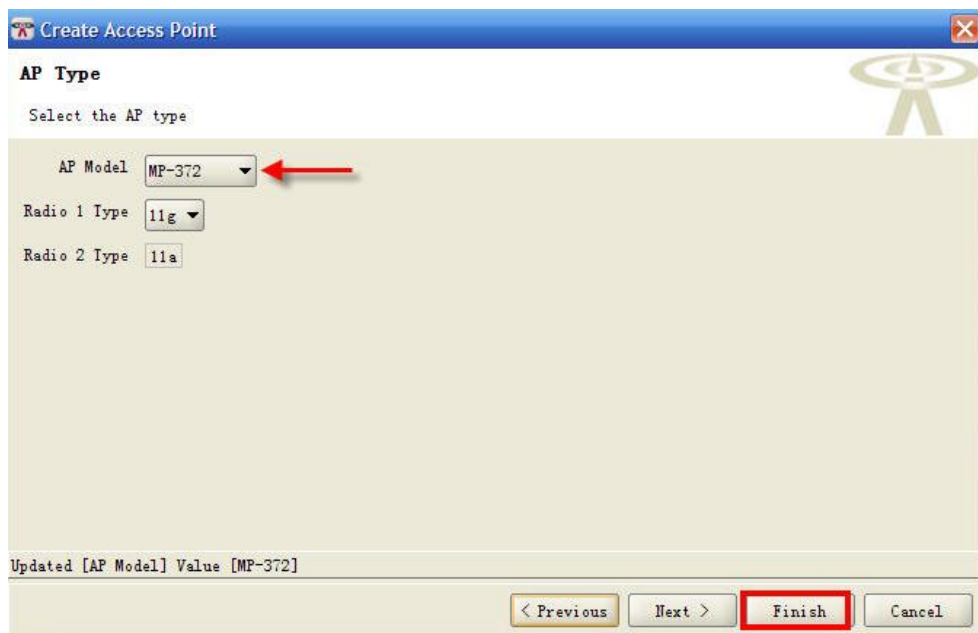 Create Access Point
AP Type
Select the AP type
AP Model MP-372
Radio 1 Type 11g
Radio 2 Type 11a
Updated [AP Model] Value [MP-372]
< Previous Next > Finish Cancel